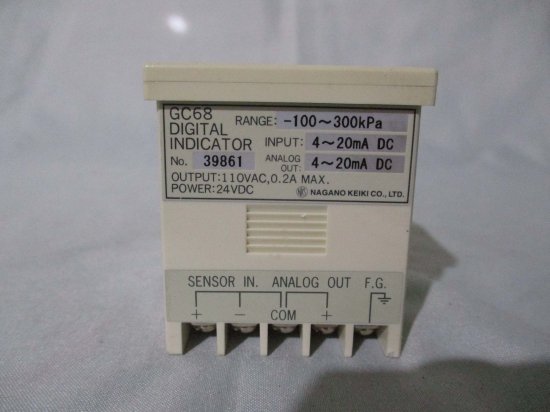 GC68
DIGITAL
INDICATOR
RANGE: -100~300kPa
INPUT: 4~20mA DC
No. 39861
ANALOG OUT: 4~20mA DC
OUTPUT:110VAC,0.2A MAX.
POWER:24VDC
NAGANO KEIKI CO., LTD.
SENSOR IN. ANALOG OUT F.G.
+ - COM +